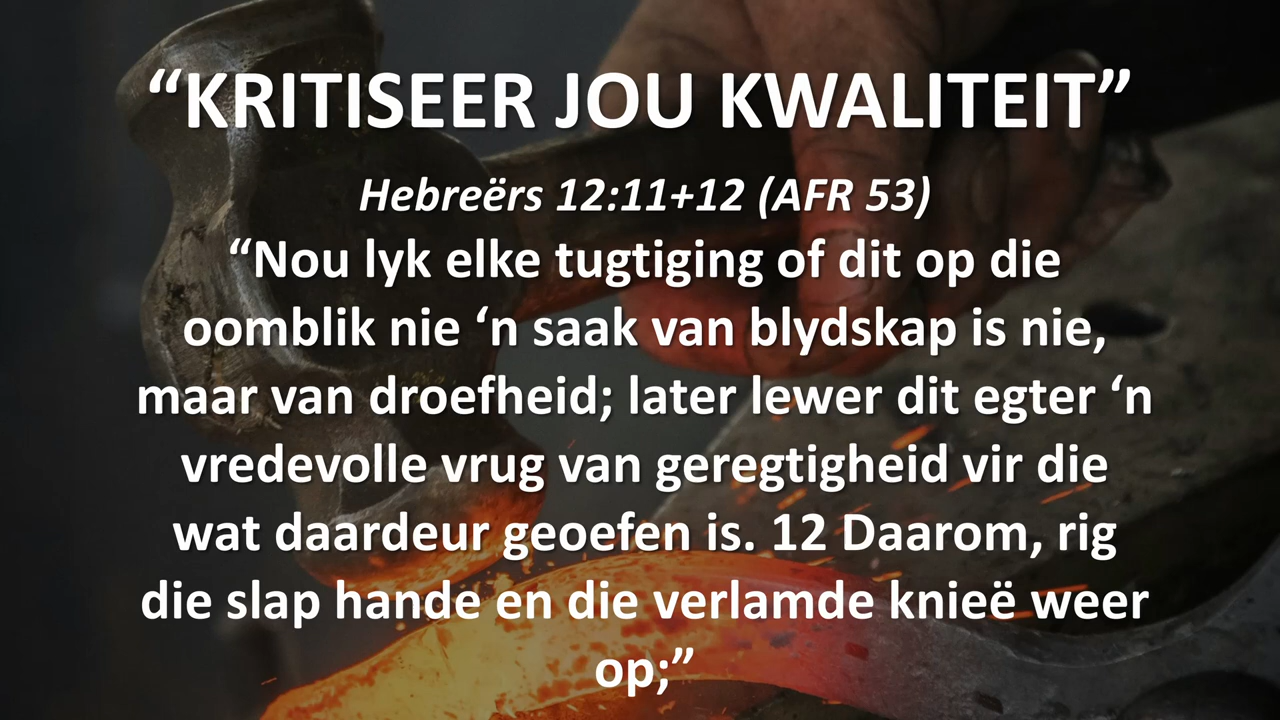 “KRITISEER JOU KWALITEIT”
Hebreërs 12:11+12 (AFR 53)
“Nou lyk elke tugtiging of dit op die
oomblik nie ‘n saak van blydskap is nie,
maar van droefheid; later lewer dit egter ‘n
vredevolle vrug van geregtigheid vir die
wat daardeur geoefen is. 12 Daarom, rig
die slap hande en die verlamde knieë weer
op;”